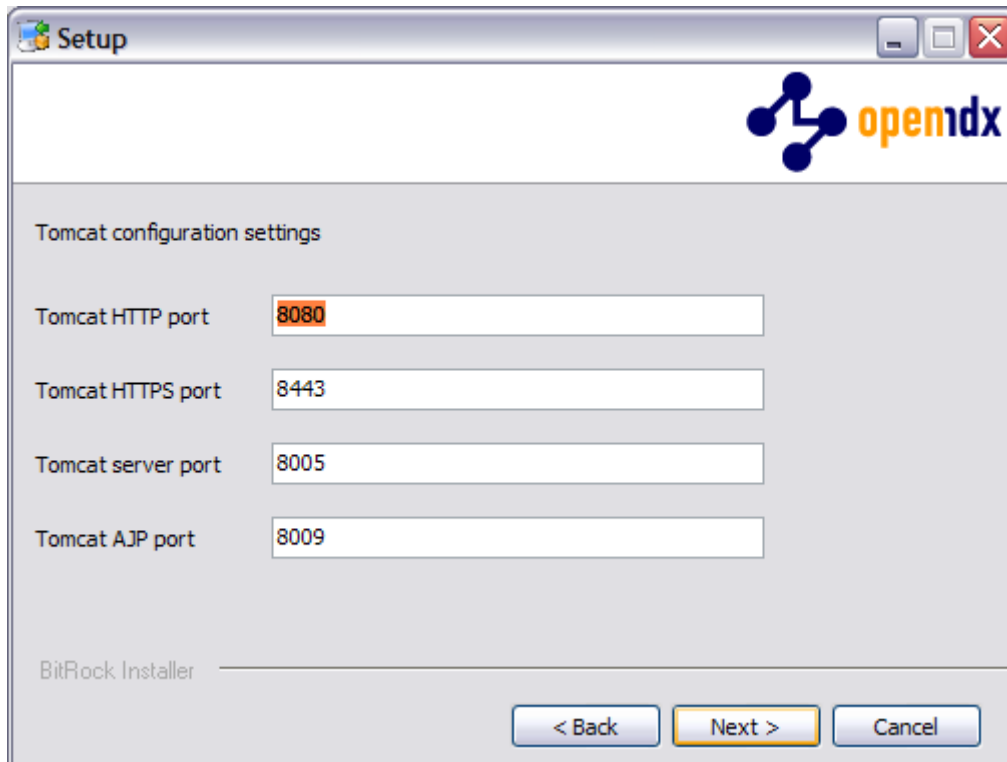 Setup
openmdx
Tomcat configuration settings
Tomcat HTTP port 8080
Tomcat HTTPS port 8443
Tomcat server port 8005
Tomcat AJP port 8009
BitRock Installer
< Back Next > Cancel